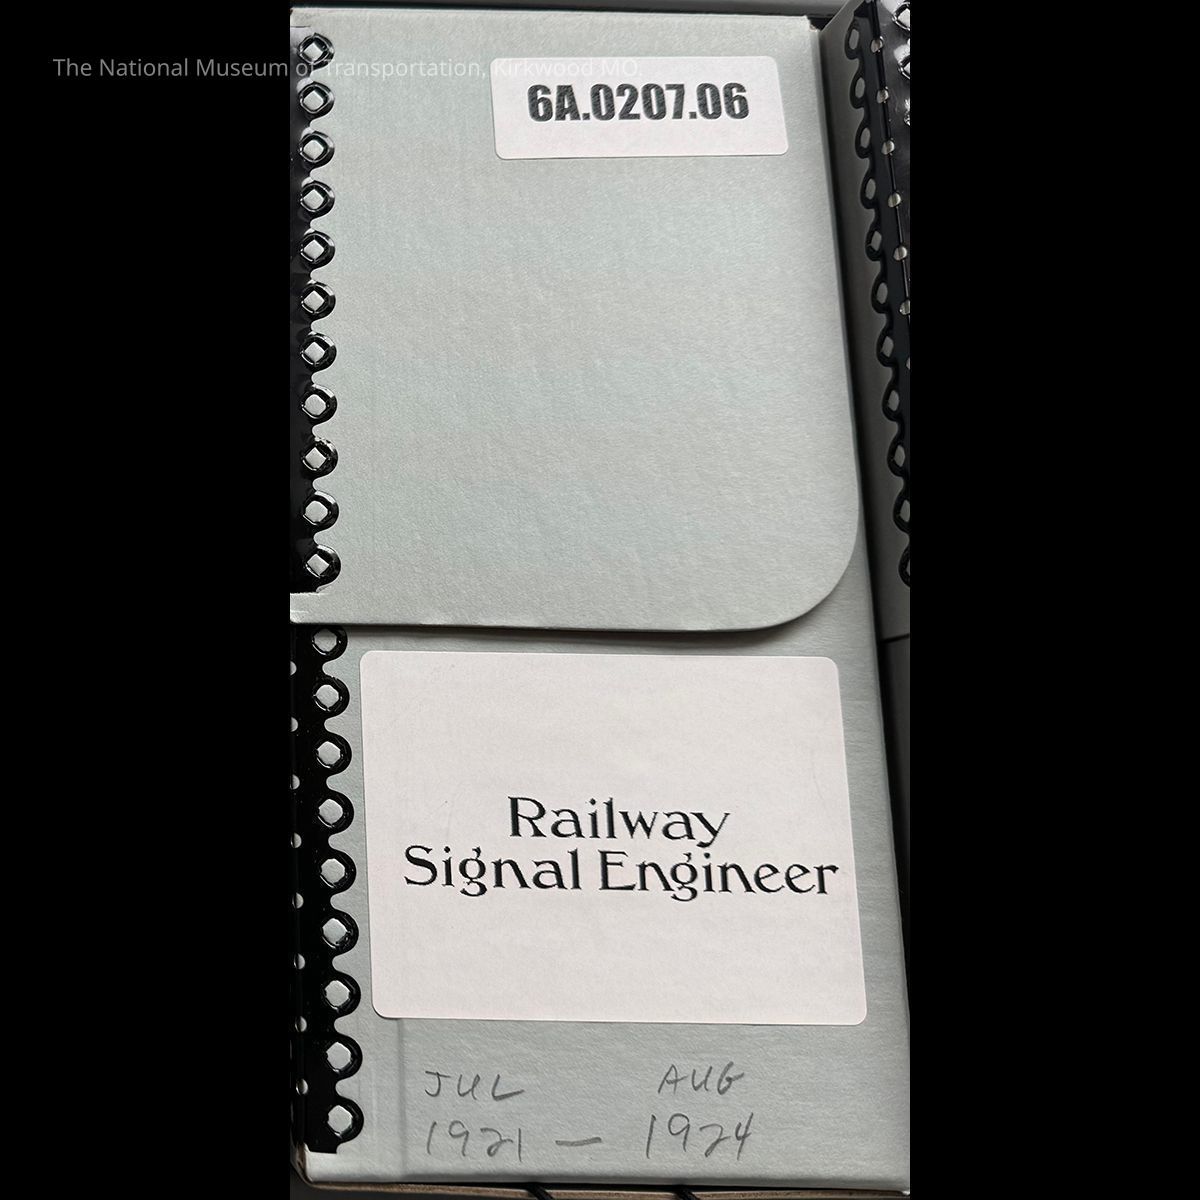 The National Museum of Transportation, Kirkwood MO.
6A.0207.06
Railway
Signal Engineer
JUL AUG
1921 — 1924